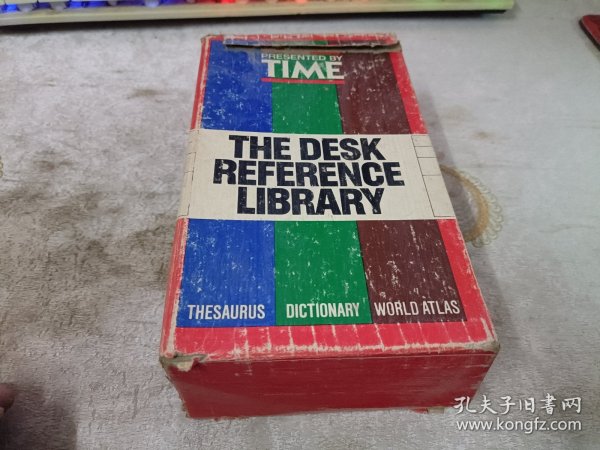 PRESENTED BY
TIME
THE DESK
REFERENCE
LIBRARY
THESAURUS DICTIONARY WORLD ATLAS
孔夫子旧书网
www.kongfz.com